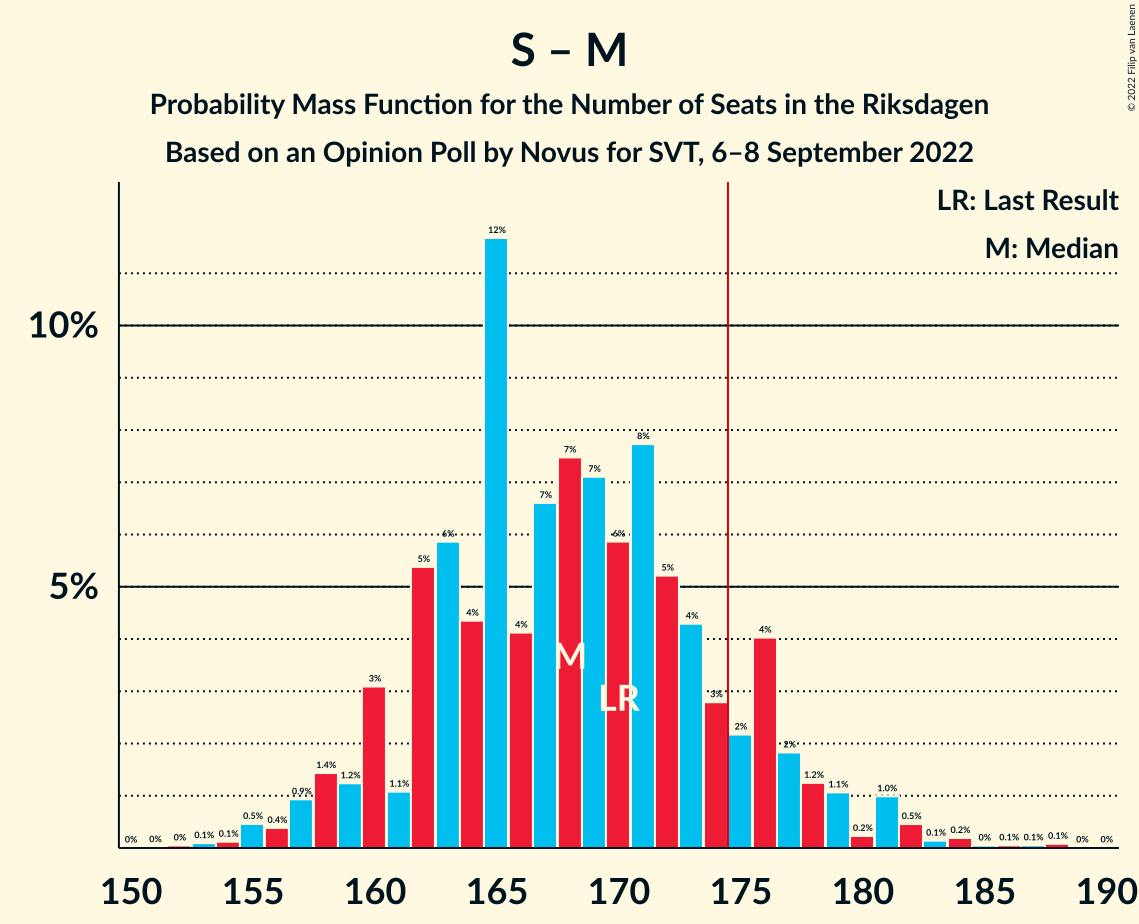 S – M
Probability Mass Function for the Number of Seats in the Riksdagen
Based on an Opinion Poll by Novus for SVT, 6–8 September 2022
© 2022 Filip van Laenen
LR: Last Result
M: Median
10%
5%
0% 0% 0% 0.1% 0.1% 0.5% 0.4% 0.9% 1.4% 1.2% 3% 1.1% 5% 6% 4% 12% 4% 7% 7% 7% 6% 8% 5% 4% 3% 2% 4% 2% 1.2% 1.1% 0.2% 1.0% 0.5% 0.1% 0.2% 0% 0.1% 0.1% 0.1% 0% 0%
M
LR
150 155 160 165 170 175 180 185 190